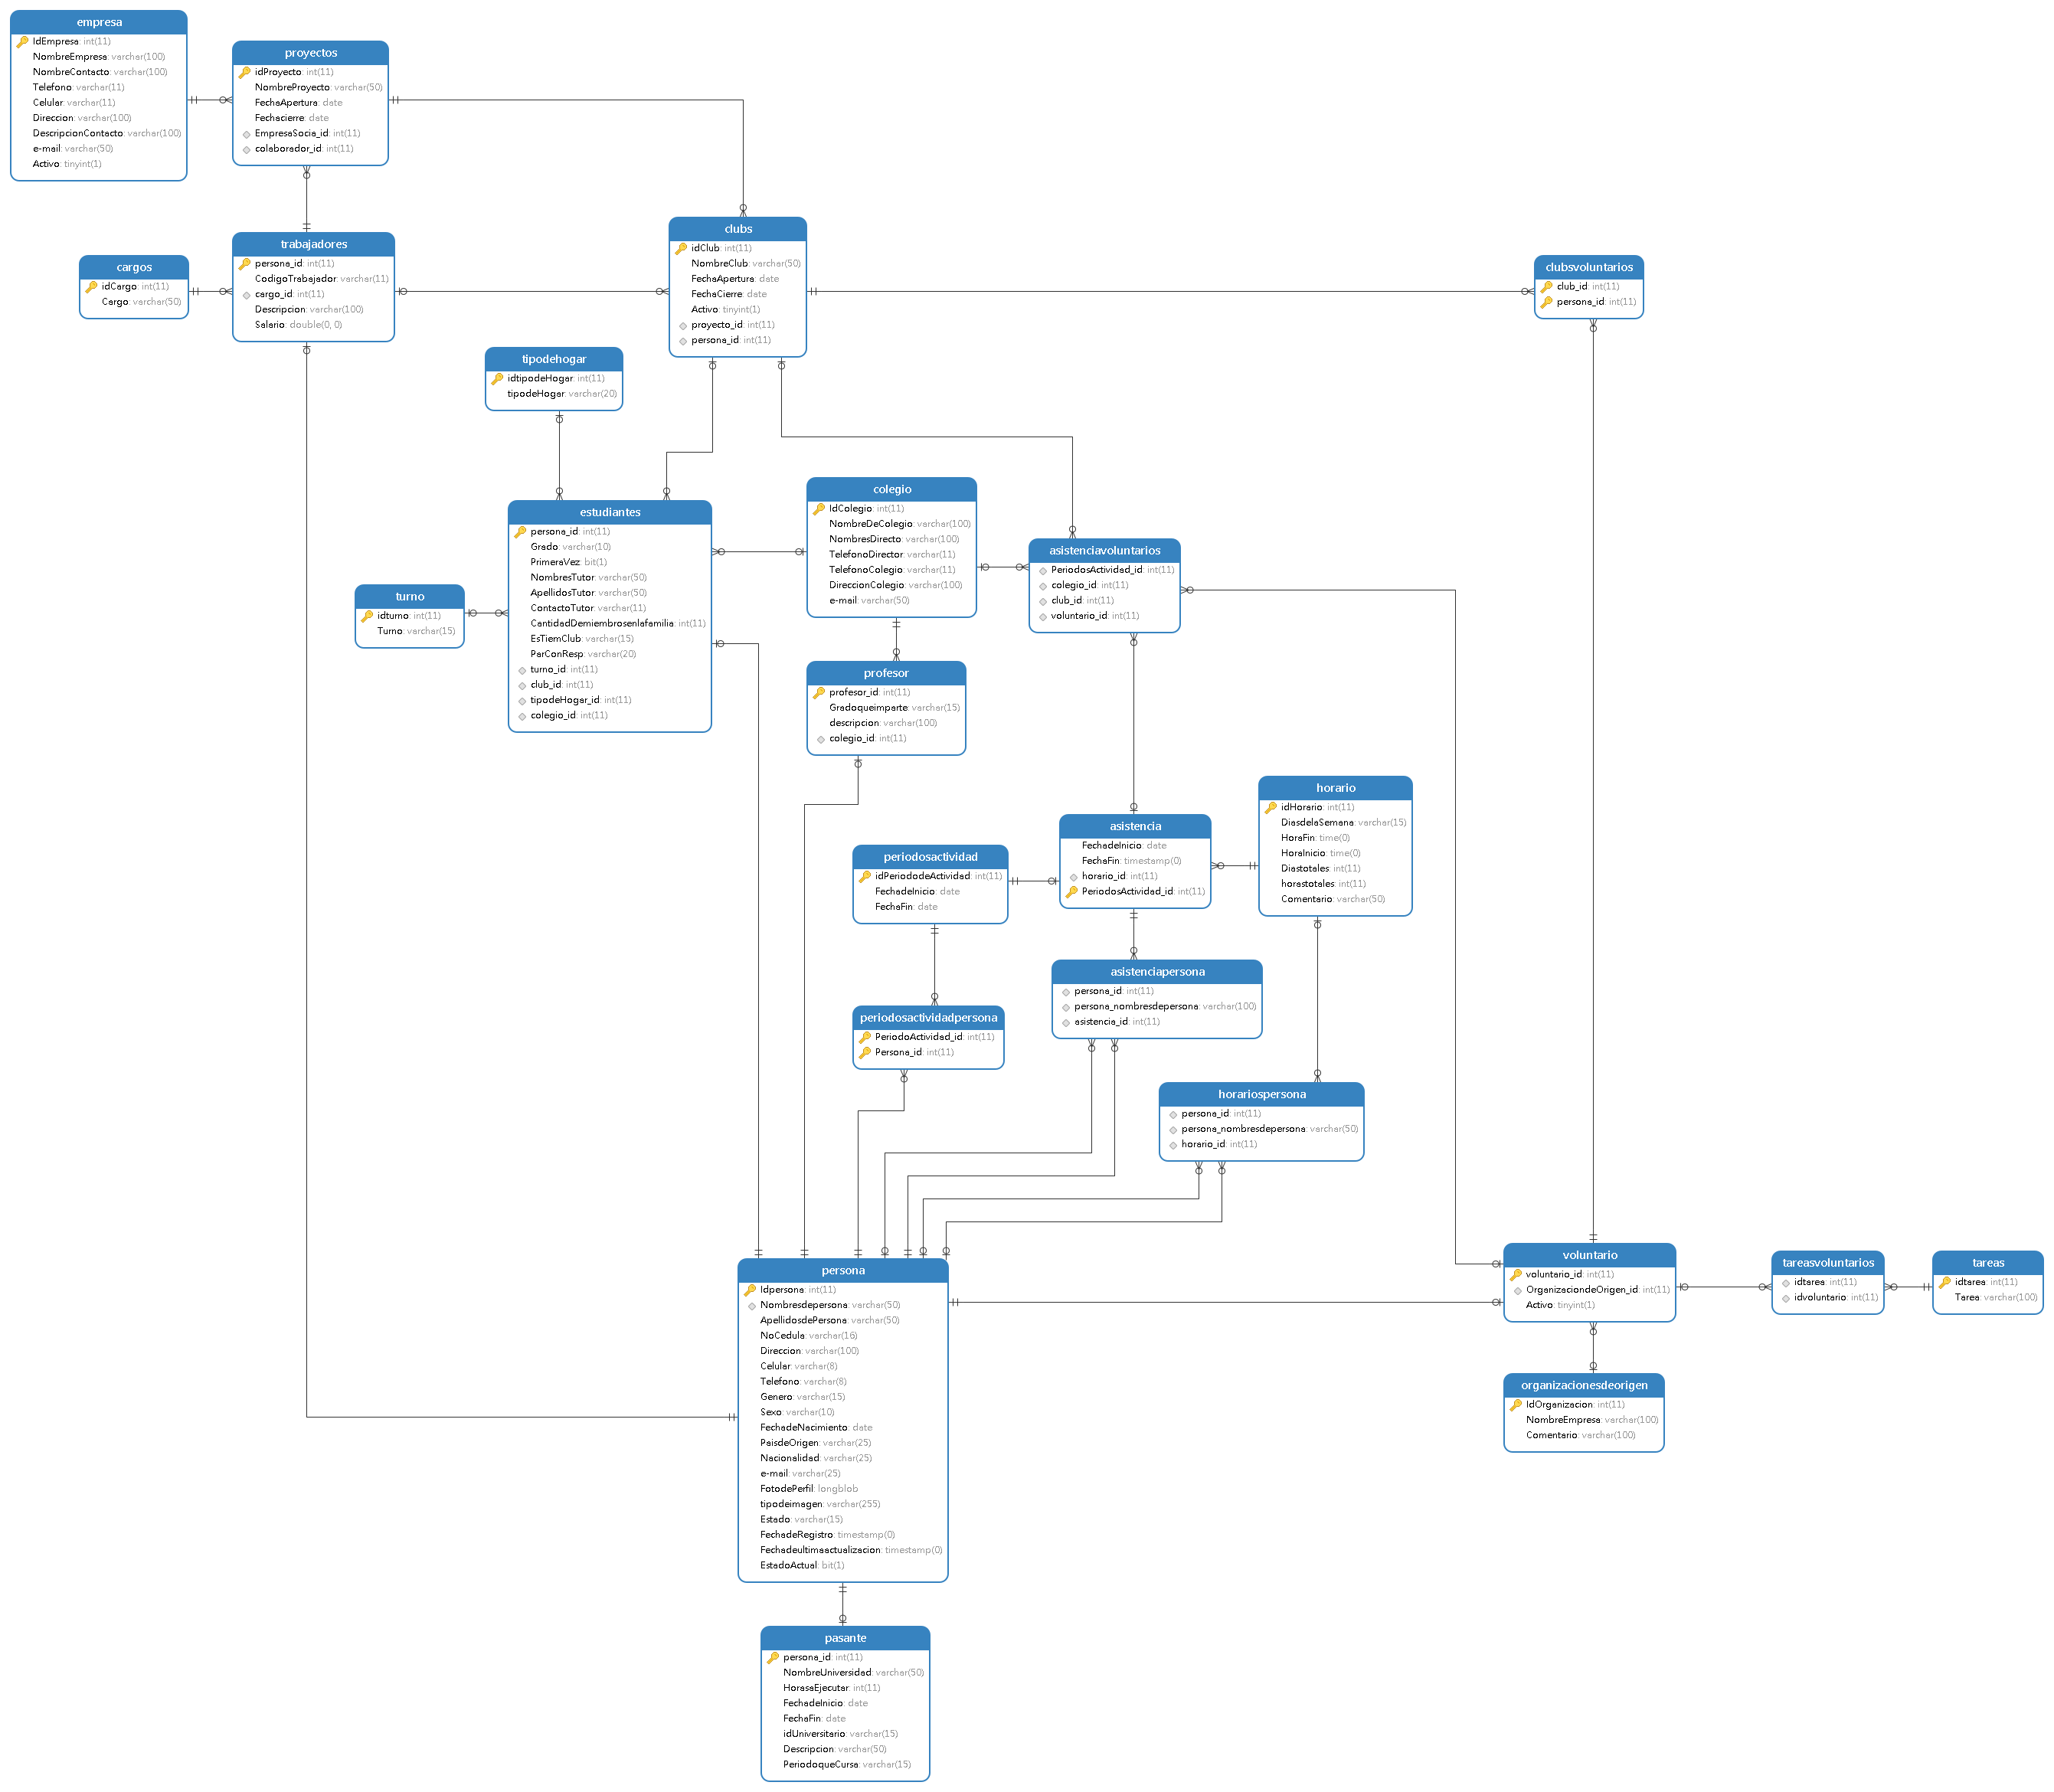 empresa
IdEmpresa: int(11)
NombreEmpresa: varchar(100)
NombreContacto: varchar(100)
Telefono: varchar(11)
Celular: varchar(11)
Direccion: varchar(100)
DescripcionContacto: varchar(100)
e-mail: varchar(50)
Activo: tinyint(1)
proyectos
idProyecto: int(11)
NombreProyecto: varchar(50)
FechaApertura: date
Fechacierre: date
EmpresaSocia_id: int(11)
colaborador_id: int(11)
cargos
idCargo: int(11)
Cargo: varchar(50)
trabajadores
persona_id: int(11)
CodigoTrabajador: varchar(11)
cargo_id: int(11)
Descripcion: varchar(100)
Salario: double(0, 0)
clubs
idClub: int(11)
NombreClub: varchar(50)
FechaApertura: date
FechaCierre: date
Activo: tinyint(1)
proyecto_id: int(11)
persona_id: int(11)
clubsvoluntarios
club_id: int(11)
persona_id: int(11)
tipodehogar
idtipodeHogar: int(11)
tipodeHogar: varchar(20)
estudiantes
persona_id: int(11)
Grado: varchar(10)
PrimeraVez: bit(1)
NombresTutor: varchar(50)
ApellidosTutor: varchar(50)
ContactoTutor: varchar(11)
CantidadDemiembrosenlafamilia: int(11)
EsTiemClub: varchar(15)
ParConResp: varchar(20)
turno_id: int(11)
club_id: int(11)
tipodeHogar_id: int(11)
colegio_id: int(11)
turno
idturno: int(11)
Turno: varchar(15)
colegio
IdColegio: int(11)
NombreDeColegio: varchar(100)
NombresDirecto: varchar(100)
TelefonoDirector: varchar(11)
TelefonoColegio: varchar(11)
DireccionColegio: varchar(100)
e-mail: varchar(50)
asistenciavoluntarios
PeriodosActividad_id: int(11)
colegio_id: int(11)
club_id: int(11)
voluntario_id: int(11)
profesor
profesor_id: int(11)
Gradoqueimparte: varchar(15)
descripcion: varchar(100)
colegio_id: int(11)
horario
idHorario: int(11)
DiasdelaSemana: varchar(15)
HoraFin: time(0)
HoraInicio: time(0)
Diastotales: int(11)
horastotales: int(11)
Comentario: varchar(50)
asistencia
FechadeInicio: date
FechaFin: timestamp(0)
horario_id: int(11)
PeriodosActividad_id: int(11)
periodosactividad
idPeriododeActividad: int(11)
FechadeInicio: date
FechaFin: date
asistenciapersona
persona_id: int(11)
persona_nombresdepersona: varchar(100)
asistencia_id: int(11)
periodosactividadpersona
PeriodoActividad_id: int(11)
Persona_id: int(11)
horariospersona
persona_id: int(11)
persona_nombresdepersona: varchar(50)
horario_id: int(11)
persona
Idpersona: int(11)
Nombresdepersona: varchar(50)
ApellidosdePersona: varchar(50)
NoCedula: varchar(16)
Direccion: varchar(100)
Celular: varchar(8)
Telefono: varchar(8)
Genero: varchar(15)
Sexo: varchar(10)
FechadeNacimiento: date
PaisdeOrigen: varchar(25)
Nacionalidad: varchar(25)
e-mail: varchar(25)
FotodePerfil: longblob
tipodeimagen: varchar(255)
Estado: varchar(15)
FechadeRegistro: timestamp(0)
Fechadeultimaactualizacion: timestamp(0)
EstadoActual: bit(1)
voluntario
voluntario_id: int(11)
OrganizaciondeOrigen_id: int(11)
Activo: tinyint(1)
tareasvoluntarios
idtarea: int(11)
idvoluntario: int(11)
tareas
idtarea: int(11)
Tarea: varchar(100)
organizacionesdeorigen
IdOrganizacion: int(11)
NombreEmpresa: varchar(100)
Comentario: varchar(100)
pasante
persona_id: int(11)
NombreUniversidad: varchar(50)
HorasaEjecutar: int(11)
FechadeInicio: date
FechaFin: date
idUniversitario: varchar(15)
Descripcion: varchar(50)
PeriodoqueCursa: varchar(15)